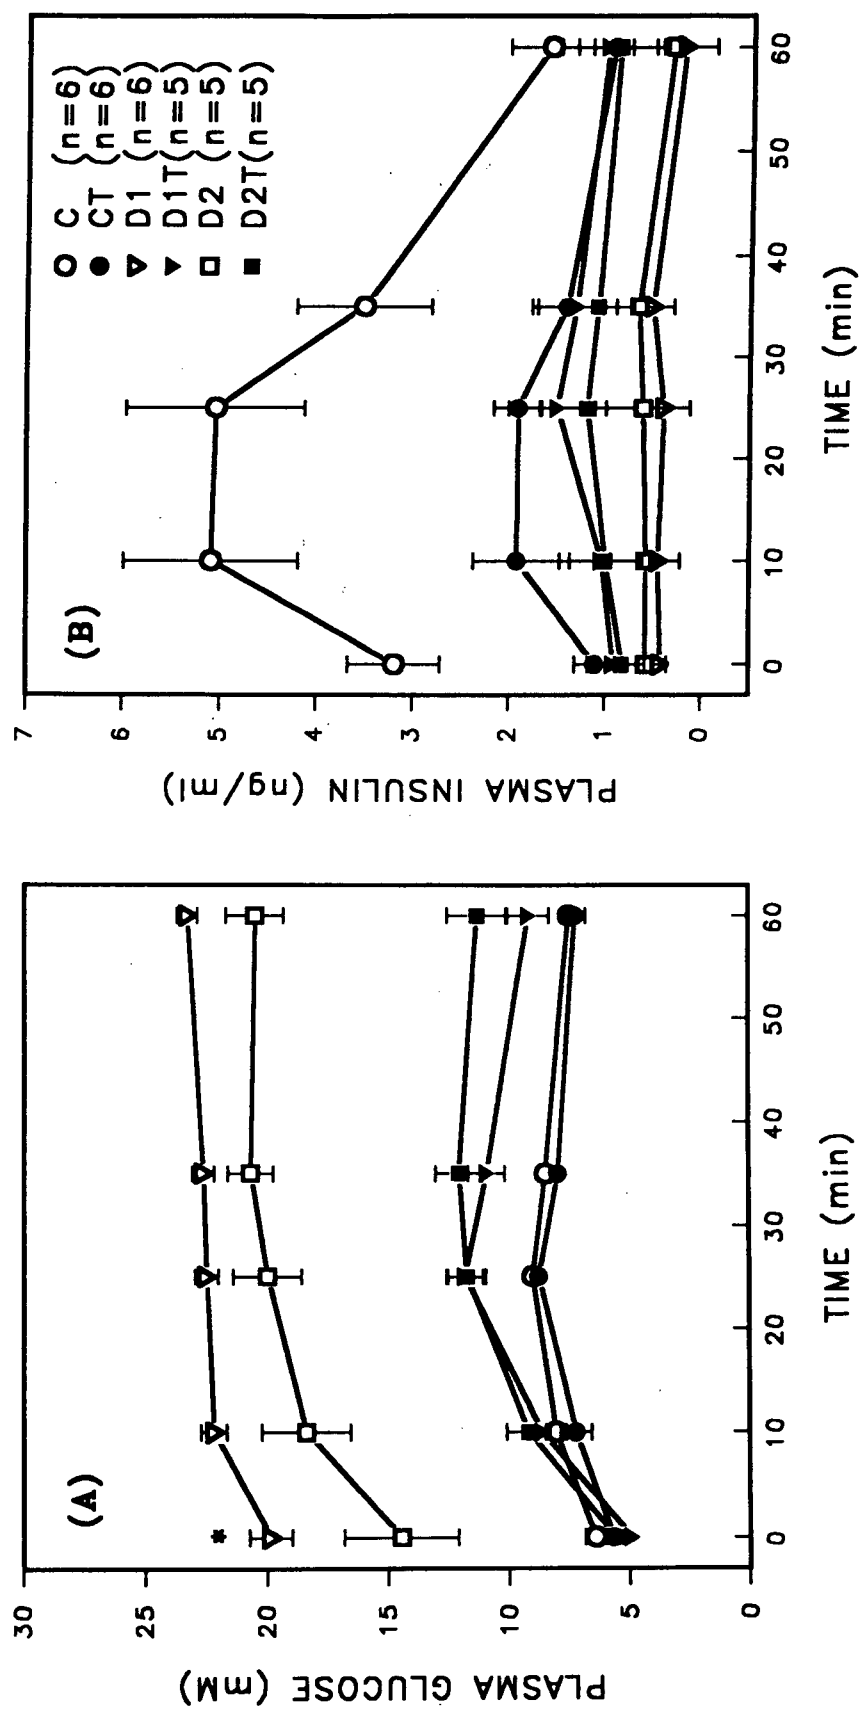 (A)
PLASMA GLUCOSE (mM)
30
25
20
15
10
5
0
*
0 10 20 30 40 50 60
TIME (min)
(B)
PLASMA INSULIN (ng/ml)
7
6
5
4
3
2
1
0
C (n=6)
CT (n=6)
D1 (n=6)
D1T(n=5)
D2 (n=5)
D2T(n=5)
0 10 20 30 40 50 60
TIME (min)